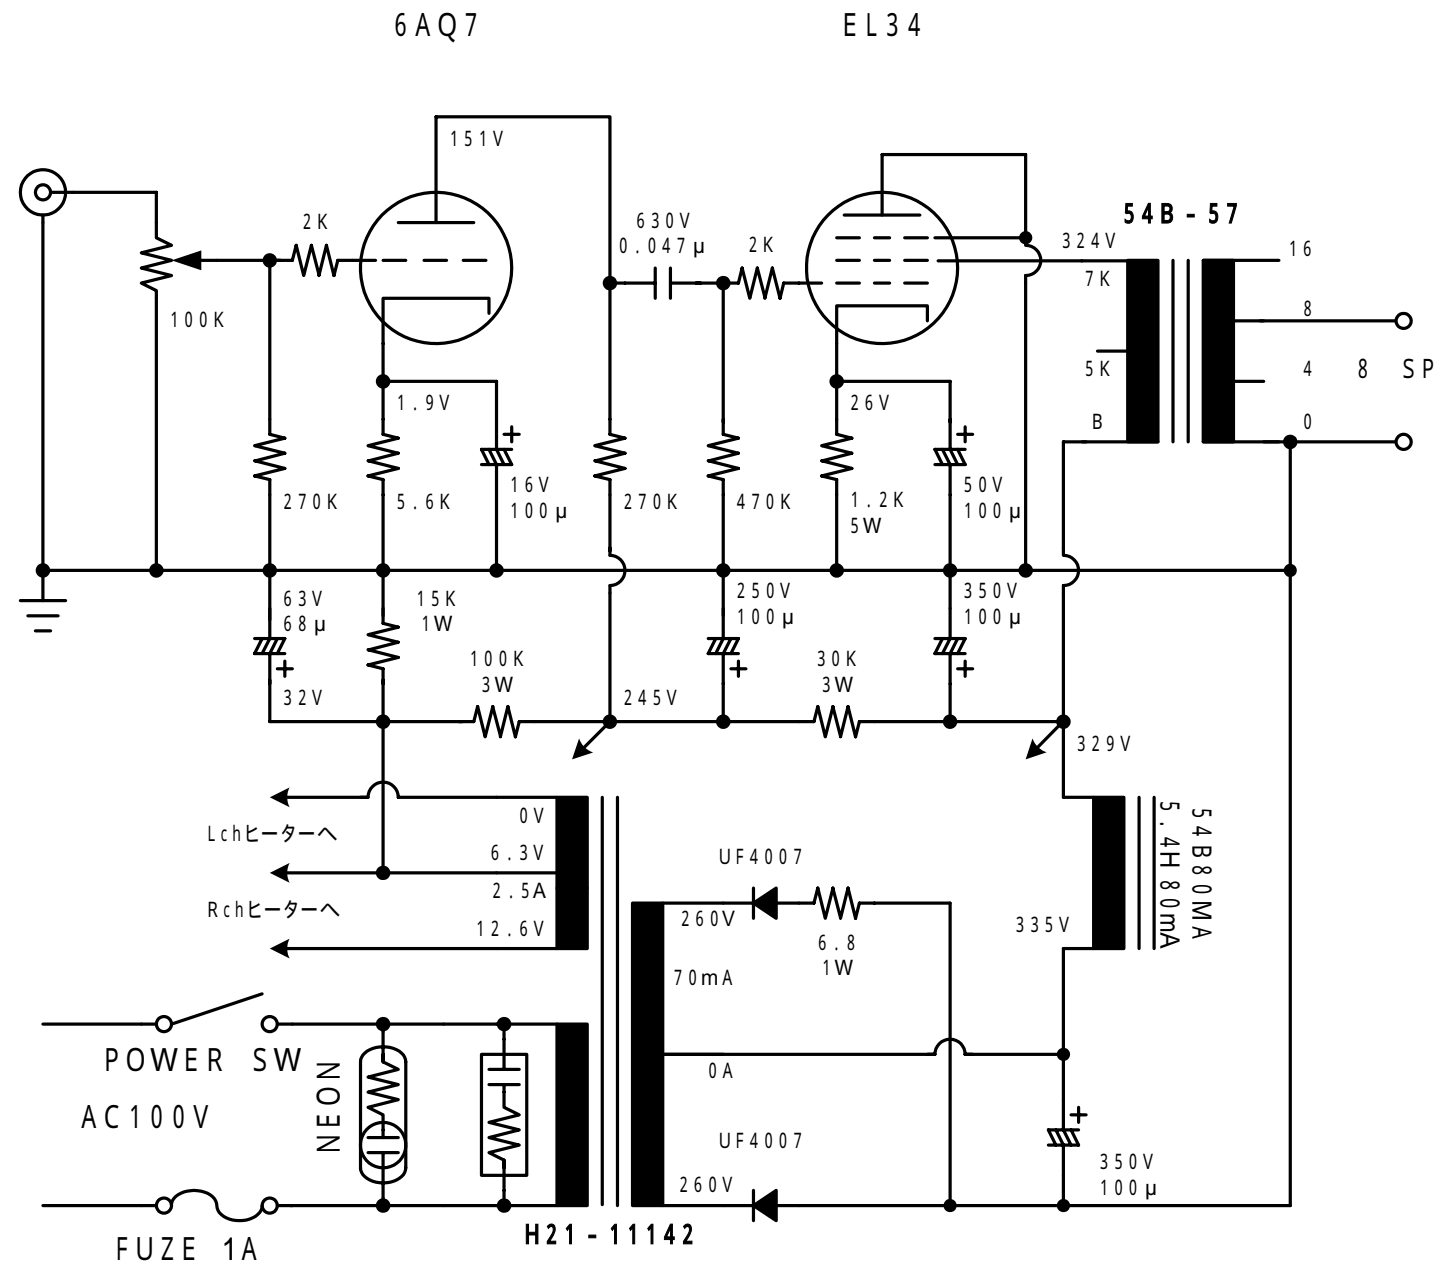 6AQ7
EL34
151V
54B-57
2K
630V
0.047μ
2K
324V
16
7K
100K
8
5K
4
8 SP
1.9V
26V
B
0
270K
5.6K
16V
100μ
270K
470K
1.2K
5W
50V
100μ
63V
68μ
15K
1W
250V
100μ
350V
100μ
100K
3W
30K
3W
32V
245V
329V
0V
Lchヒーターへ
6.3V
2.5A
Rchヒーターへ
12.6V
UF4007
260V
6.8
1W
70mA
335V
54B80MA
5.4H 80mA
POWER SW
AC100V
NEON
0A
UF4007
260V
350V
100μ
FUZE 1A
H21-11142